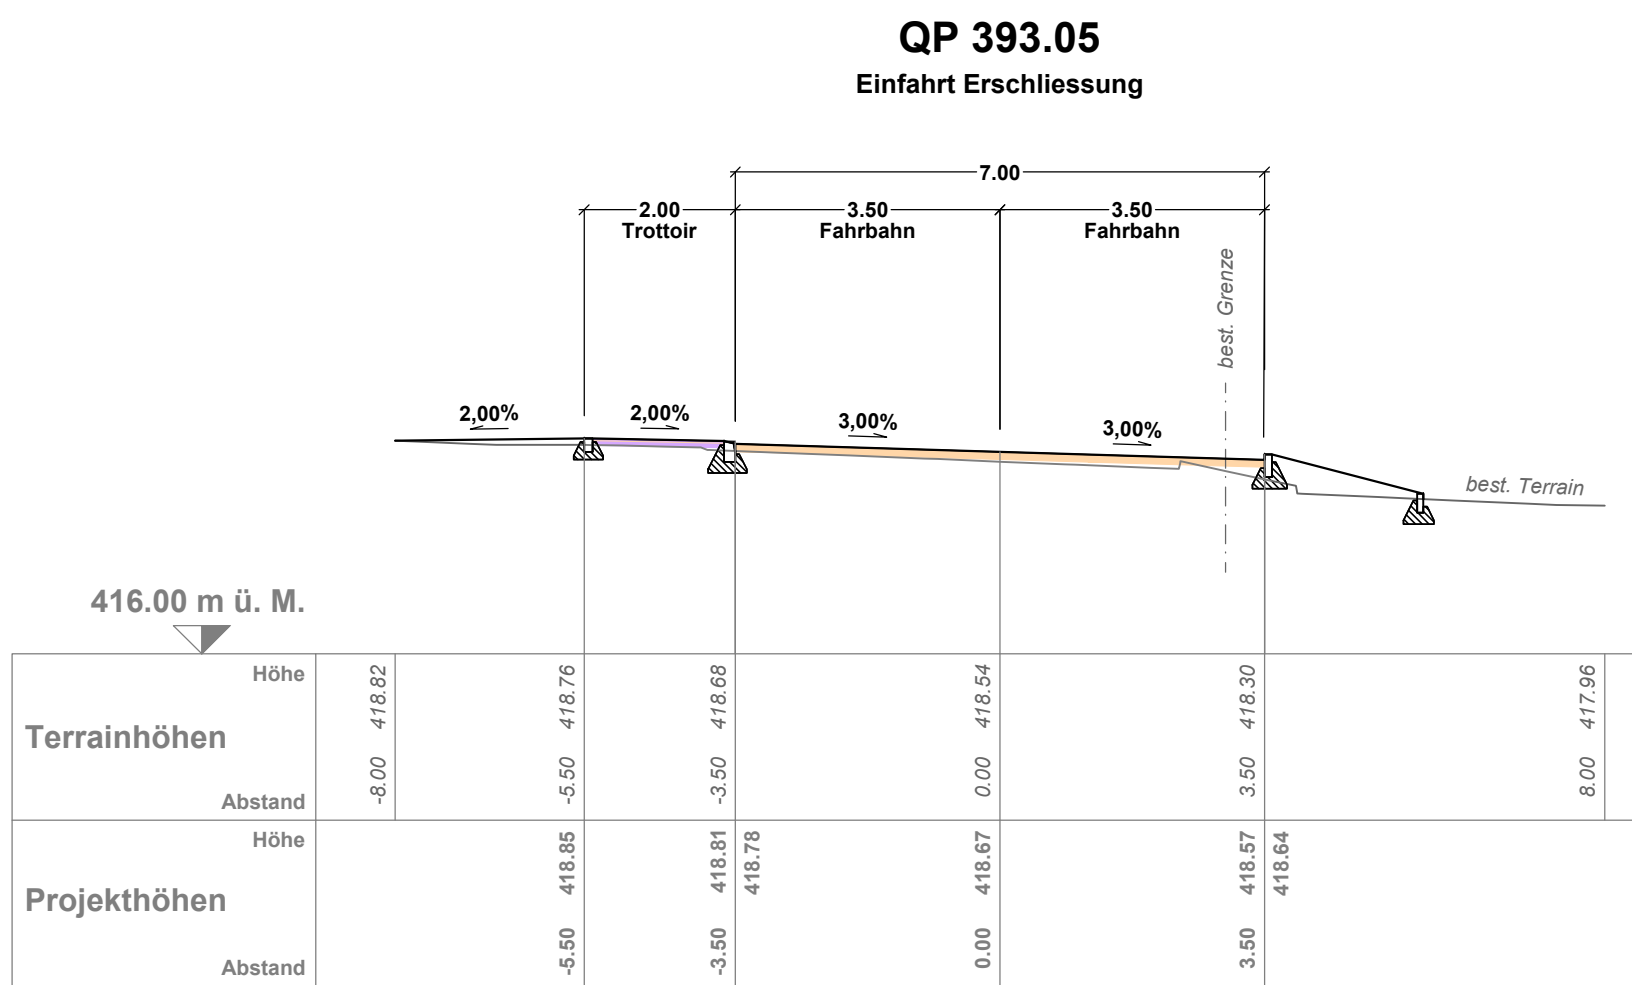 QP 393.05
Einfahrt Erschliessung
7.00
2.00
Trottoir
3.50
Fahrbahn
3.50
Fahrbahn
best. Grenze
2,00%
2,00%
3,00%
3,00%
best. Terrain
416.00 m ü. M.
Terrainhöhen
Höhe
418.82
418.76
418.68
418.54
418.30
417.96
Abstand
-8.00
-5.50
-3.50
0.00
3.50
8.00
Projekthöhen
Höhe
418.85
418.81
418.78
418.67
418.57
418.64
Abstand
-5.50
-3.50
0.00
3.50